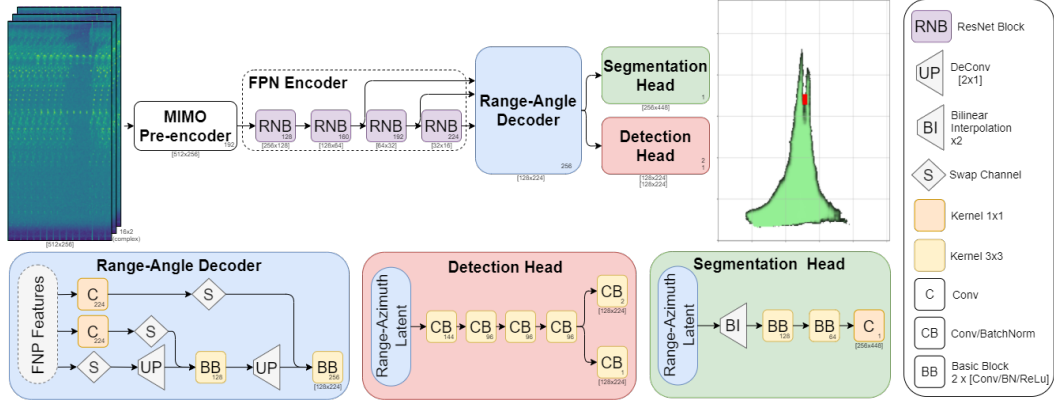 16x2
(complex)
[512x256]
MIMO
Pre-encoder
192
[512x256]
FPN Encoder
RNB
128
[256x128]
RNB
160
[128x64]
RNB
192
[64x32]
RNB
224
[32x16]
Range-Angle
Decoder
256
[128x224]
Segmentation
Head
1
[256x448]
Detection
Head
2
1
[128x224]
[128x224]
RNB
ResNet Block
UP
DeConv
[2x1]
BI
Bilinear
Interpolation
x2
S
Swap Channel
Kernel 1x1
Kernel 3x3
C
Conv
CB
Conv/BatchNorm
BB
Basic Block
2 x [Conv/BN/ReLu]
Range-Angle Decoder
FNP Features
C
224
S
C
224
S
S
UP
BB
128
UP
BB
256
[128x224]
Detection Head
Range-Azimuth
Latent
CB
144
CB
96
CB
96
CB
96
CB
2
[128x224]
CB
1
[128x224]
Segmentation Head
Range-Azimuth
Latent
BI
BB
128
BB
64
C
1
[256x448]